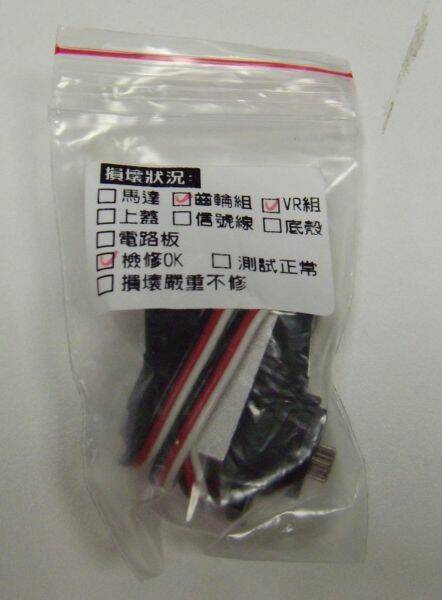 損壞狀況:
□馬達 ☑齒輪組 ☑VR組
□上蓋 □信號線 □底殼
□電路板
☑檢修OK □測試正常
□損壞嚴重不修